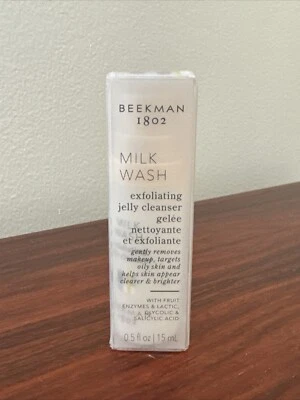 BEEKMAN
1802
MILK
WASH
exfoliating
jelly cleanser
gelée
nettoyante
et exfoliante
gently removes
makeup, targets
oily skin and
helps skin appear
clearer & brighter
WITH FRUIT
ENZYMES & LACTIC,
GLYCOLIC &
SALICYLIC ACID
0.5 fl oz | 15 mL